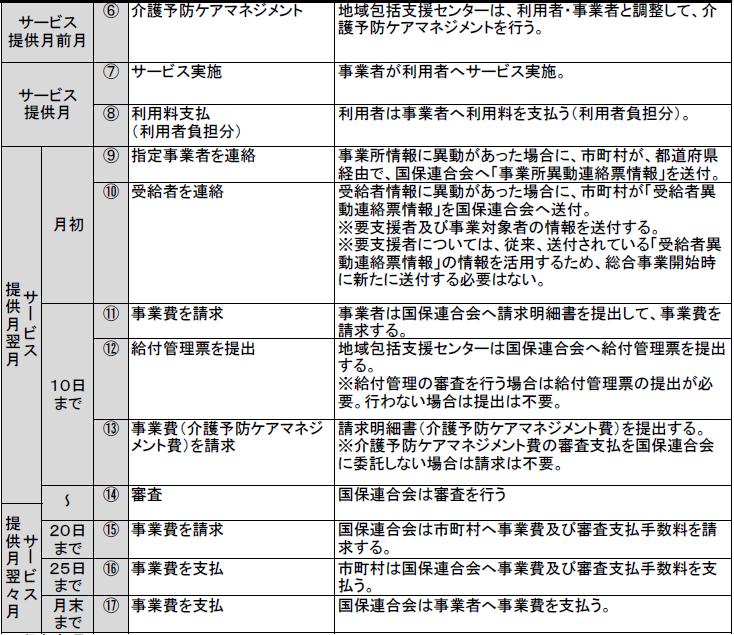 サービス
提供月前月
⑥ 介護予防ケアマネジメント
地域包括支援センターは、利用者・事業者と調整して、介
護予防ケアマネジメントを行う。
サービス
提供月
⑦ サービス実施
事業者が利用者へサービス実施。
⑧ 利用料支払
（利用者負担分）
利用者は事業者へ利用料を支払う（利用者負担分）。
サービス
提供月翌月
月初
⑨ 指定事業者を連絡
事業所情報に異動があった場合に、市町村が、都道府県
経由で、国保連合会へ「事業所異動連絡票情報」を送付。
⑩ 受給者を連絡
受給者情報に異動があった場合に、市町村が「受給者異
動連絡票情報」を国保連合会へ送付。
※要支援者及び事業対象者の情報を送付する。
※要支援者については、従来、送付されている「受給者異
動連絡票情報」の情報を活用するため、総合事業開始時
に新たに送付する必要はない。
10日
まで
⑪ 事業費を請求
事業者は国保連合会へ請求明細書を提出して、事業費を
請求する。
⑫ 給付管理票を提出
地域包括支援センターは国保連合会へ給付管理票を提出
する。
※給付管理の審査を行う場合は給付管理票の提出が必
要。行わない場合は提出は不要。
⑬ 事業費（介護予防ケアマネジ
メント費）を請求
請求明細書（介護予防ケアマネジメント費）を提出する。
※介護予防ケアマネジメント費の審査支払を国保連合会
に委託しない場合は請求は不要。
～
⑭ 審査
国保連合会は審査を行う
サービス
提供月翌々月
20日
まで
⑮ 事業費を請求
国保連合会は市町村へ事業費及び審査支払手数料を請
求する。
25日
まで
⑯ 事業費を支払
市町村は国保連合会へ事業費及び審査支払手数料を支
払う。
月末
まで
⑰ 事業費を支払
国保連合会は事業者へ事業費を支払う。